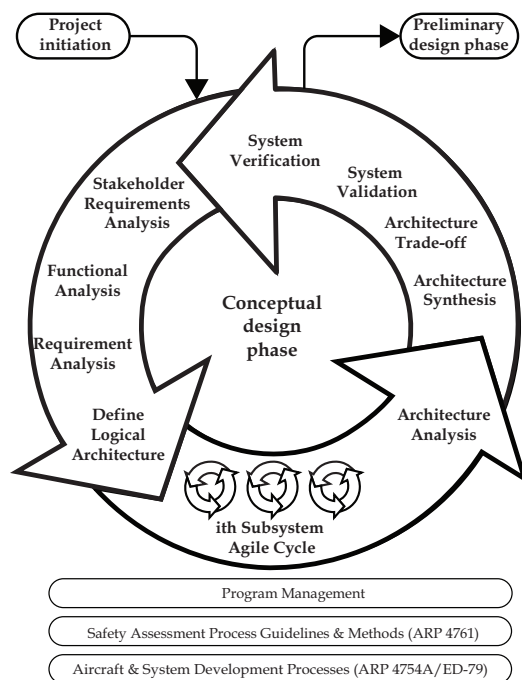 Project
initiation
Preliminary
design phase
System
Verification
System
Validation
Stakeholder
Requirements
Analysis
Architecture
Trade-off
Functional
Analysis
Architecture
Synthesis
Conceptual
design
phase
Requirement
Analysis
Define
Logical
Architecture
Architecture
Analysis
ith Subsystem
Agile Cycle
Program Management
Safety Assessment Process Guidelines & Methods (ARP 4761)
Aircraft & System Development Processes (ARP 4754A/ED-79)